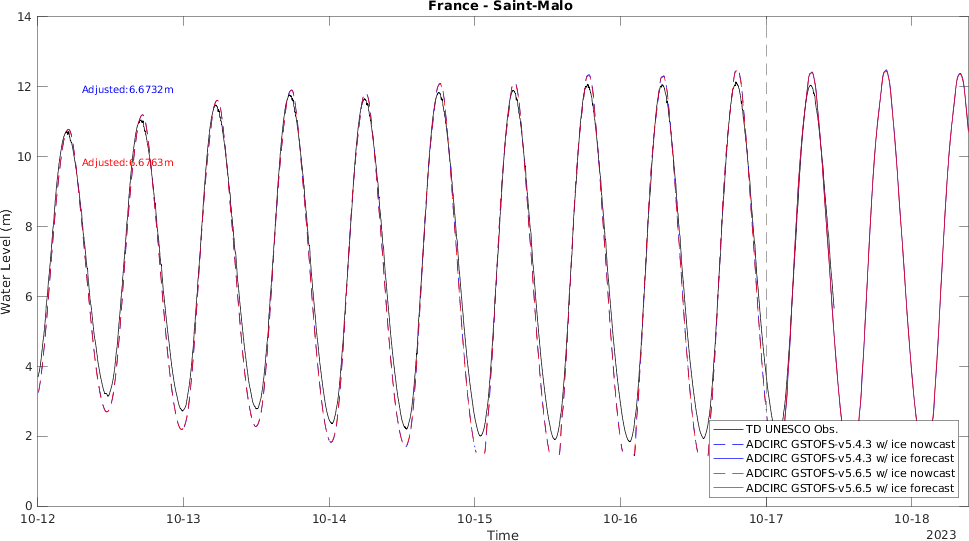 France - Saint-Malo
14
12
10
8
6
4
2
0
Water Level (m)
Adjusted:6.6732m
Adjusted:6.6763m
TD UNESCO Obs.
ADCIRC GSTOFS-v5.4.3 w/ ice nowcast
ADCIRC GSTOFS-v5.4.3 w/ ice forecast
ADCIRC GSTOFS-v5.6.5 w/ ice nowcast
ADCIRC GSTOFS-v5.6.5 w/ ice forecast
10-12 10-13 10-14 10-15 10-16 10-17 10-18
Time
2023